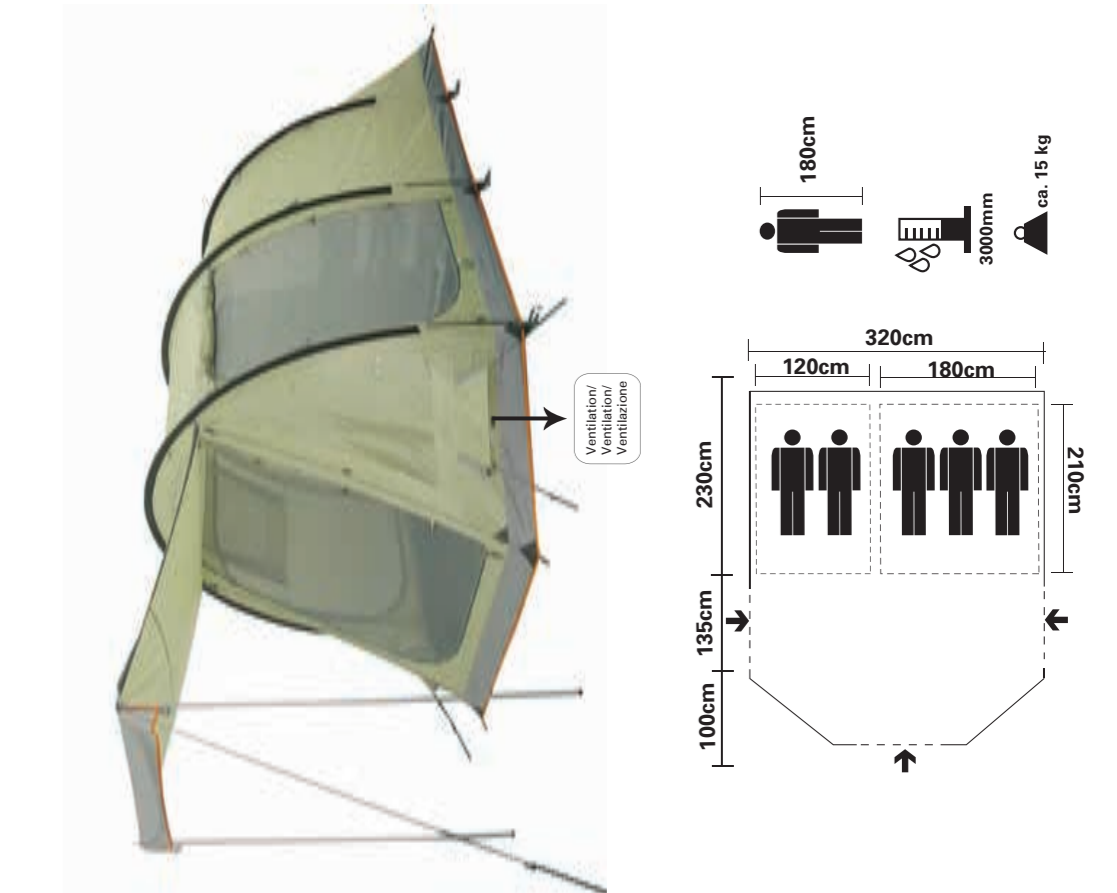 180cm
3000mm
ca. 15 kg
320cm
120cm
180cm
230cm
210cm
135cm
100cm
Ventilation/
Ventilation/
Ventilazione